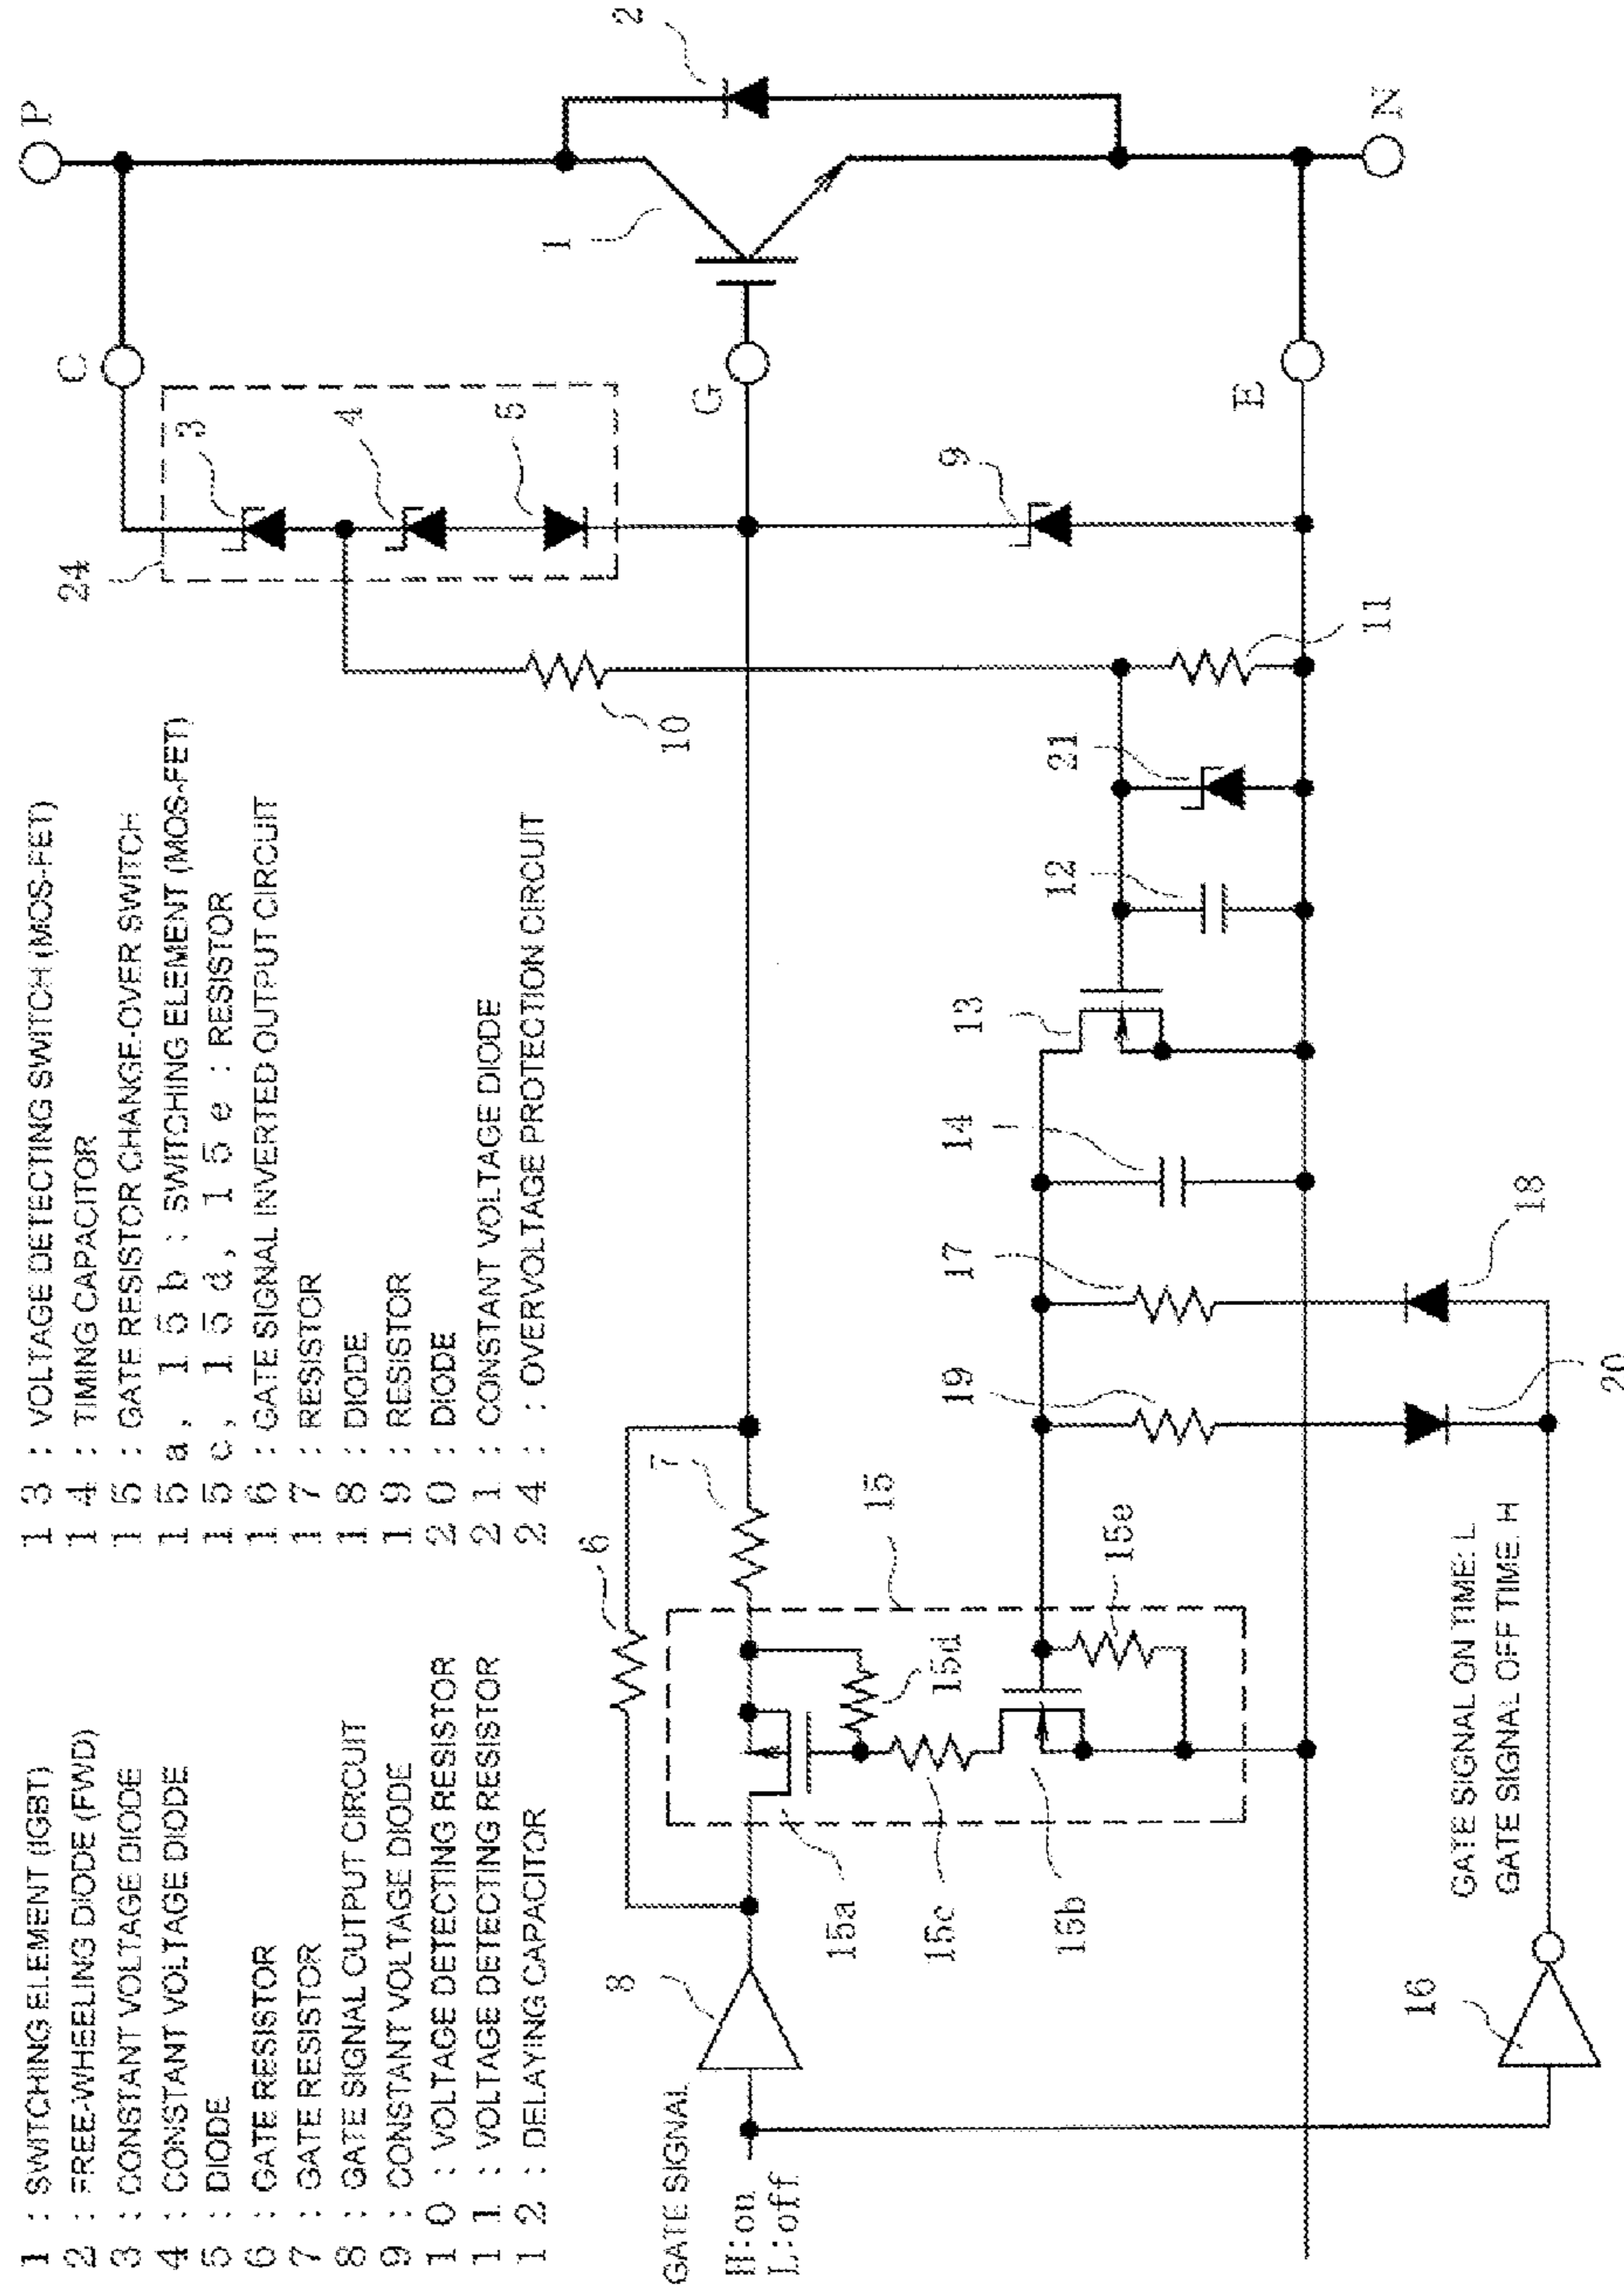 1 : SWITCHING ELEMENT (IGBT)
2 : FREE-WHEELING DIODE (FWD)
3 : CONSTANT VOLTAGE DIODE
4 : CONSTANT VOLTAGE DIODE
5 : DIODE
6 : GATE RESISTOR
7 : GATE RESISTOR
8 : GATE SIGNAL OUTPUT CIRCUIT
9 : CONSTANT VOLTAGE DIODE
10 : VOLTAGE DETECTING RESISTOR
11 : VOLTAGE DETECTING RESISTOR
12 : DELAYING CAPACITOR
13 : VOLTAGE DETECTING SWITCH (MOS-FET)
14 : TIMING CAPACITOR
15 : GATE RESISTOR CHANGE-OVER SWITCH
15a, 15b : SWITCHING ELEMENT (MOS-FET)
15c, 15d, 15e : RESISTOR
16 : GATE SIGNAL INVERTED OUTPUT CIRCUIT
17 : RESISTOR
18 : DIODE
19 : RESISTOR
20 : DIODE
21 : CONSTANT VOLTAGE DIODE
24 : OVERVOLTAGE PROTECTION CIRCUIT
P
2
C
24
3
4
5
1
6
7
G
GATE SIGNAL
H:on
L:off
8
15
10
9
15a
15d
15c
15b
15e
19
17
14
13
12
21
11
E
N
16
GATE SIGNAL ON TIME: L
GATE SIGNAL OFF TIME: H
20
18